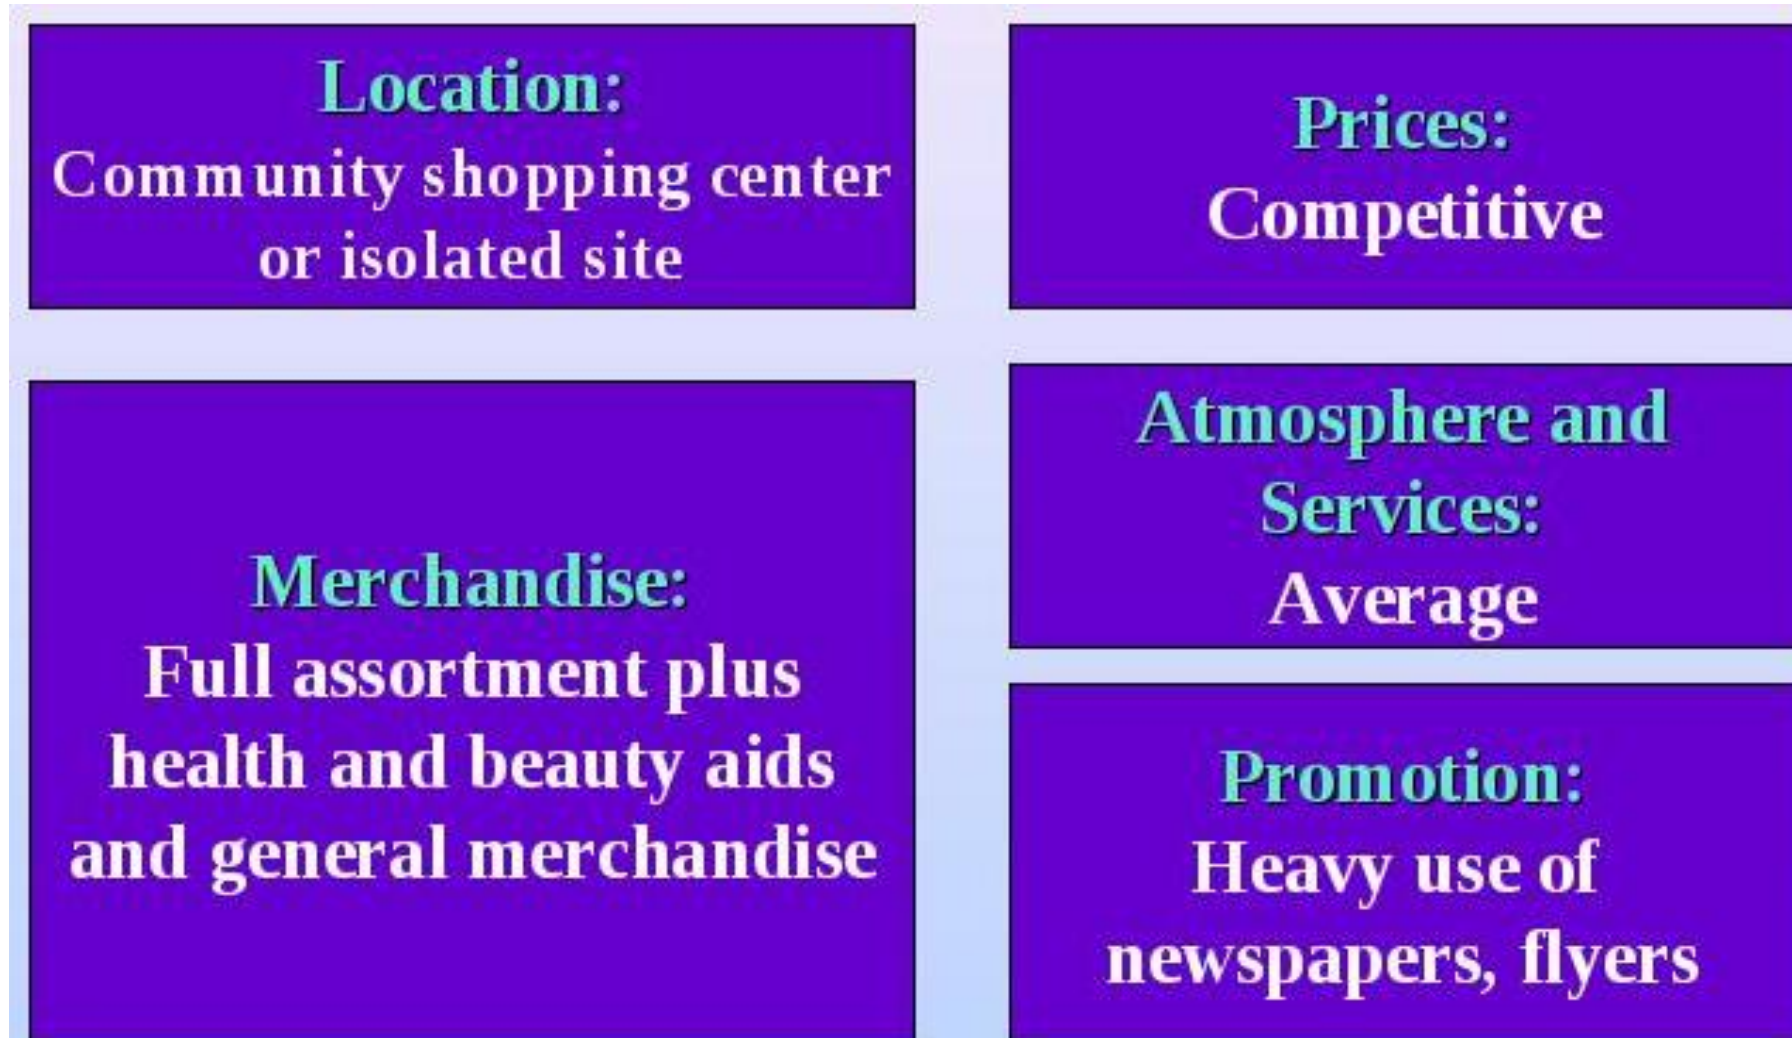 Location:
Community shopping center
or isolated site
Prices:
Competitive
Merchandise:
Full assortment plus
health and beauty aids
and general merchandise
Atmosphere and
Services:
Average
Promotion:
Heavy use of
newspapers, flyers